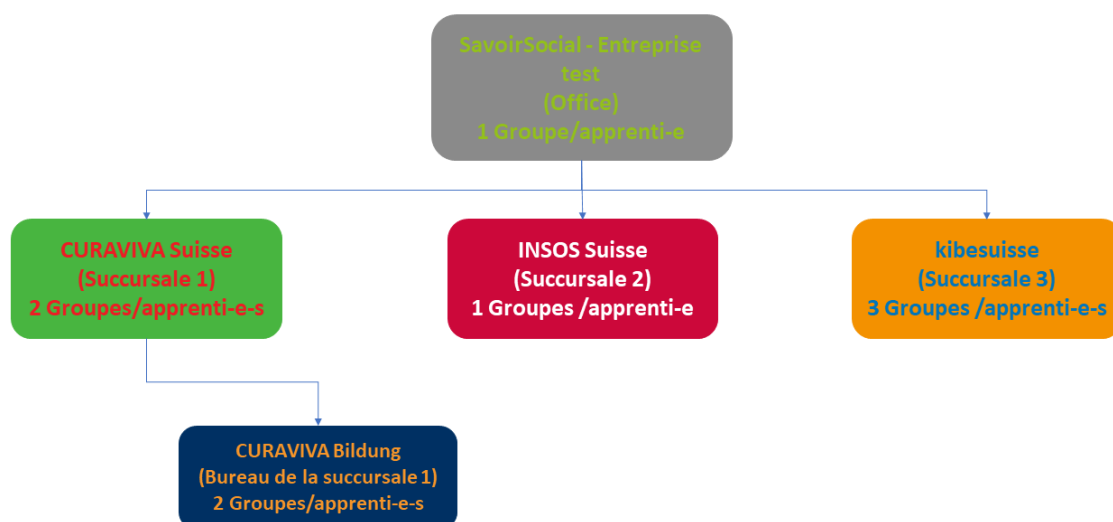 SavoirSocial - Entreprise
test
(Office)
1 Groupe/apprenti-e
CURAVIVA Suisse
(Succursale 1)
2 Groupes/apprenti-e-s
INSOS Suisse
(Succursale 2)
1 Groupes /apprenti-e
kibesuisse
(Succursale 3)
3 Groupes /apprenti-e-s
CURAVIVA Bildung
(Bureau de la succursale 1)
2 Groupes/apprenti-e-s